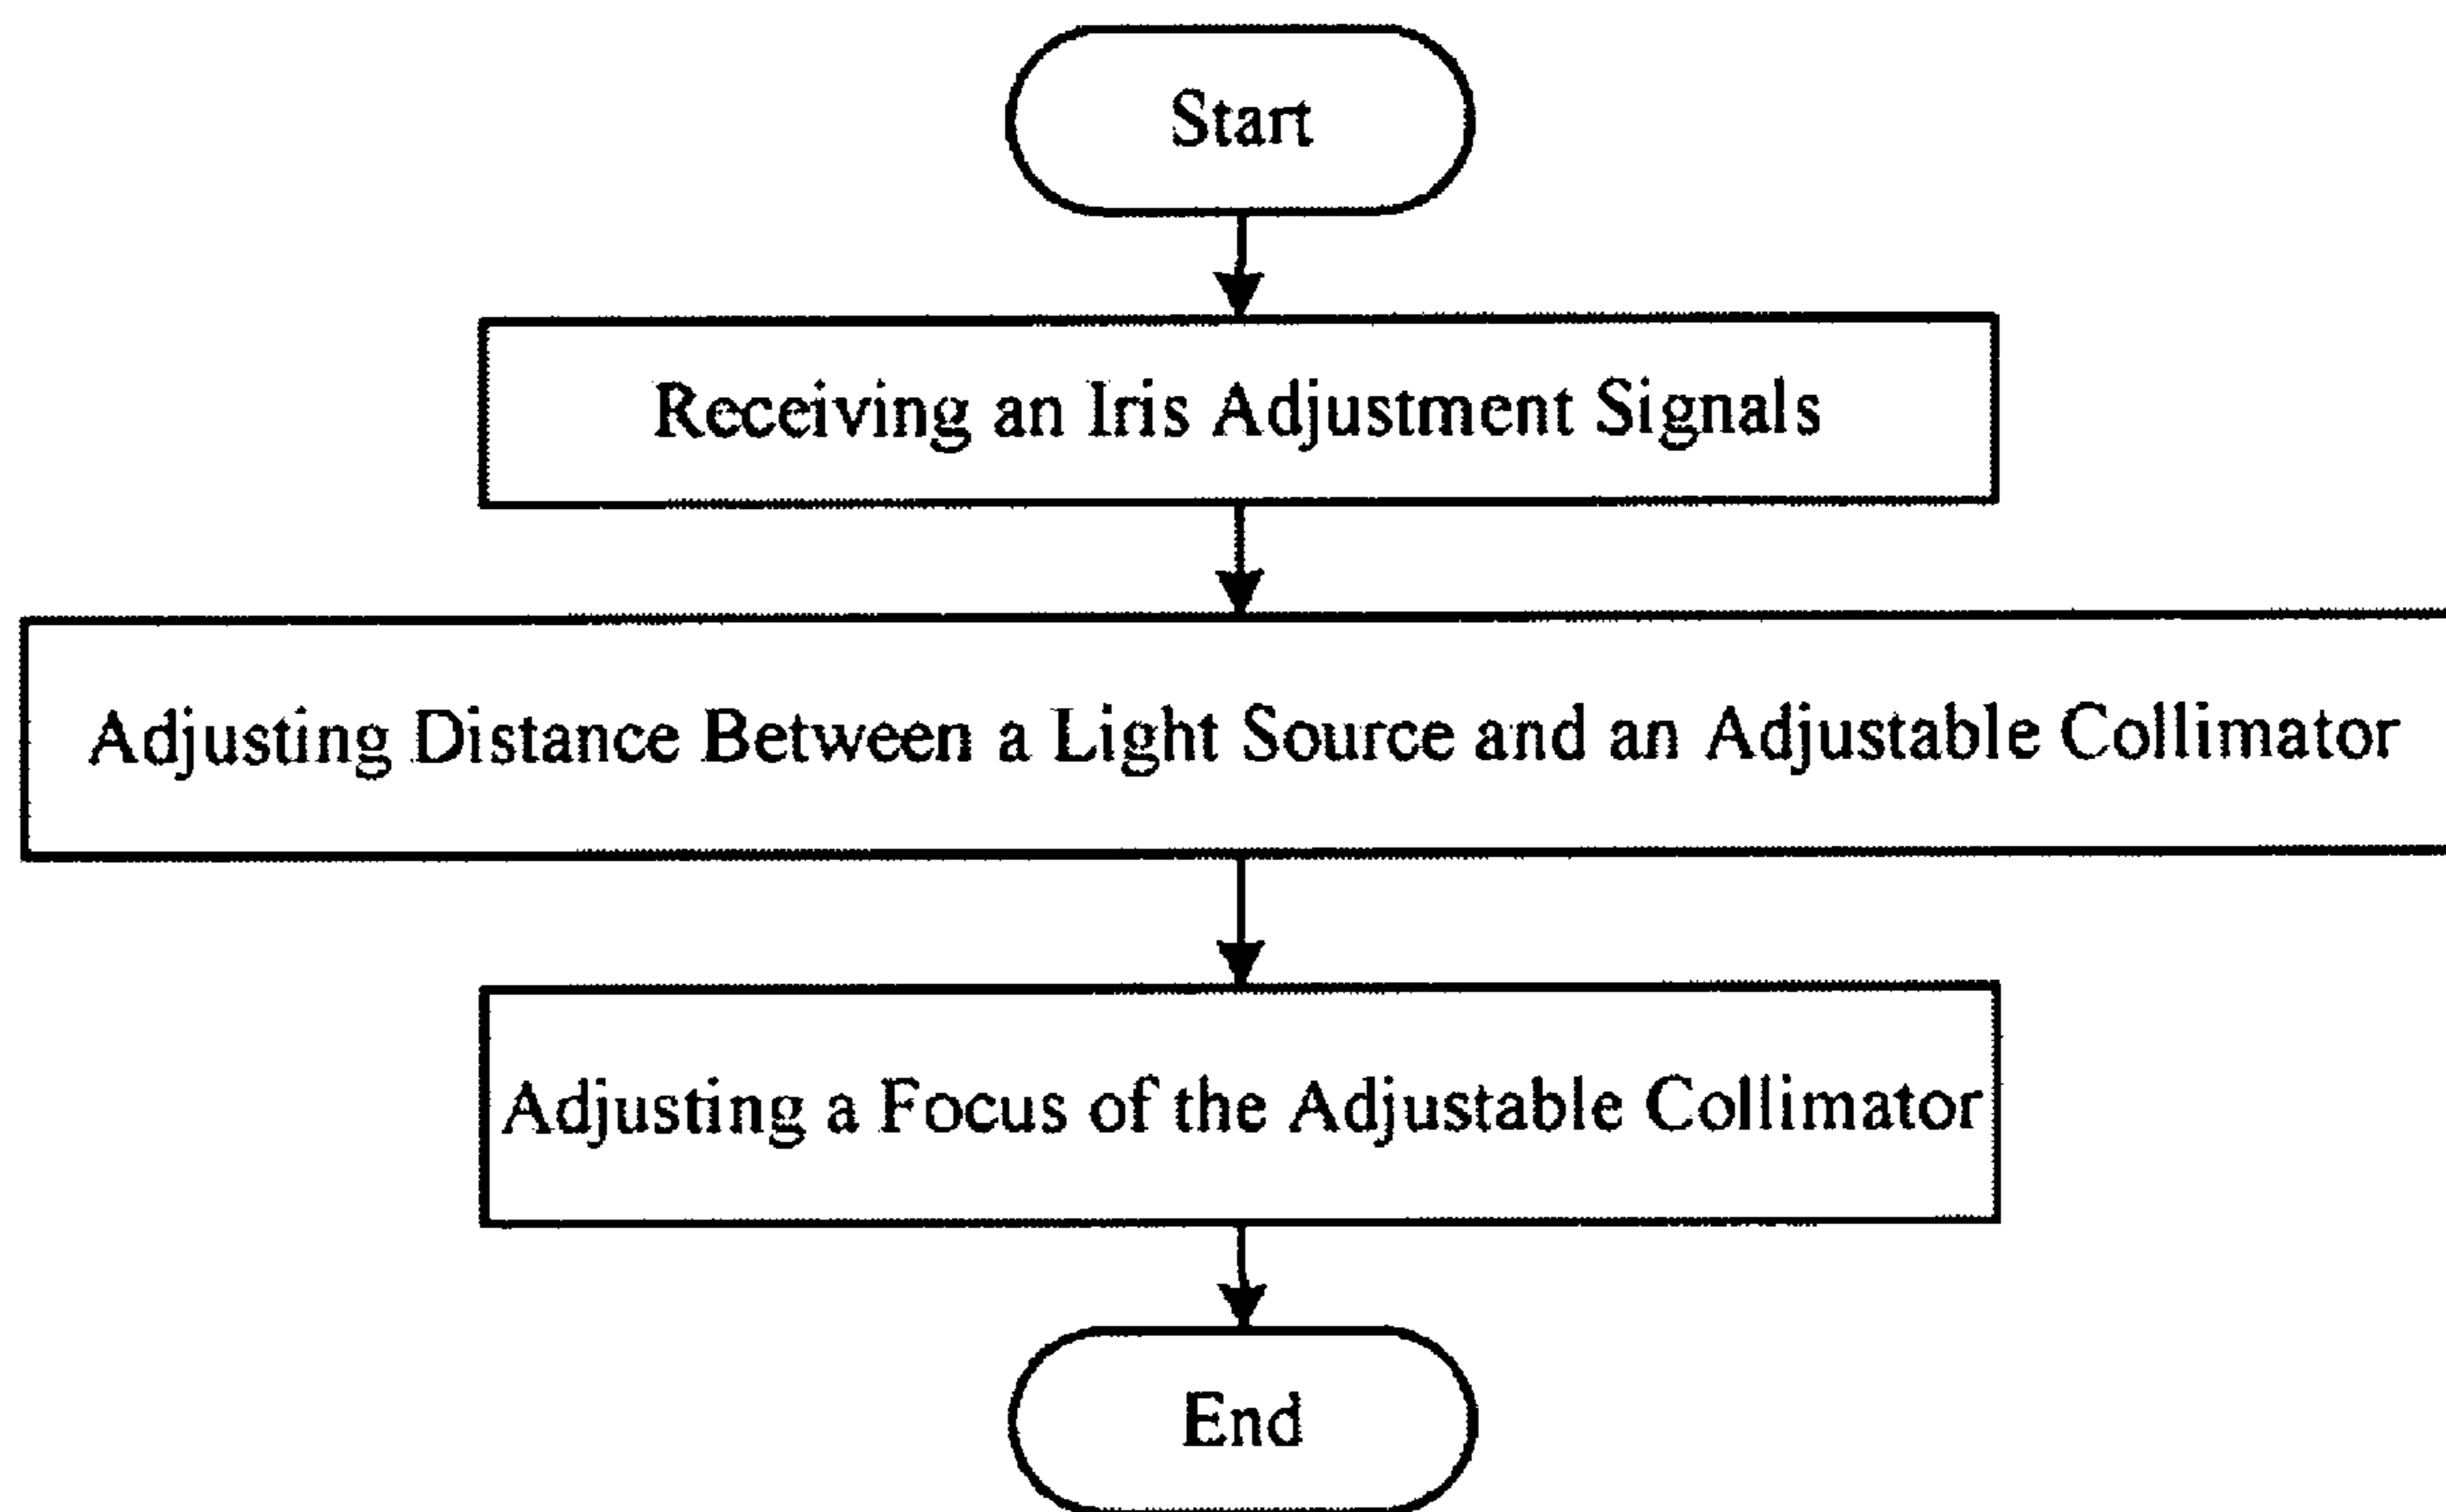 Start
Receiving an Iris Adjustment Signals
Adjusting Distance Between a Light Source and an Adjustable Collimator
Adjusting a Focus of the Adjustable Collimator
End